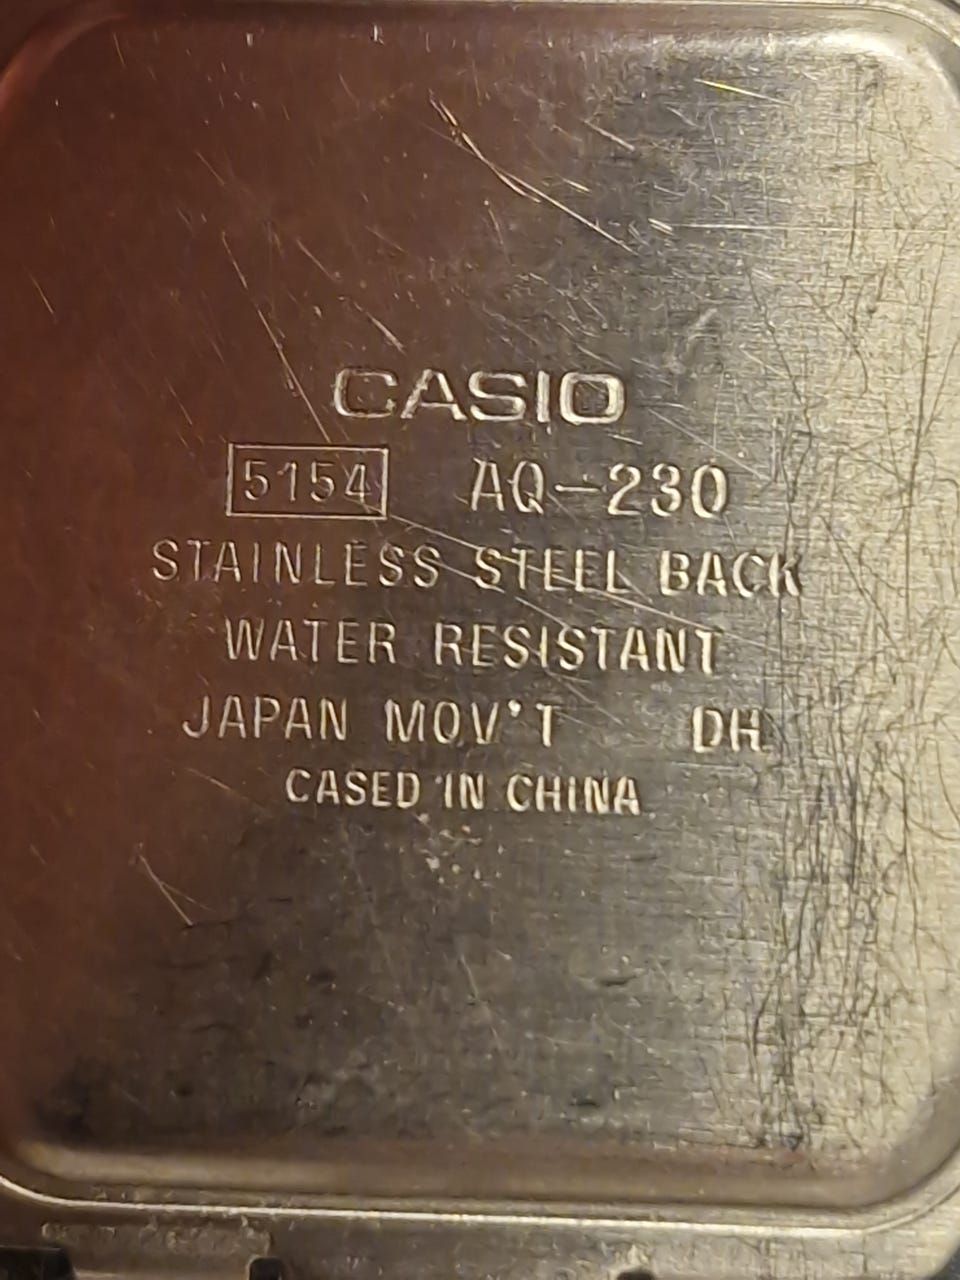 CASIO
5154 AQ-230
STAINLESS STEEL BACK
WATER RESISTANT
JAPAN MOV'T DH
CASED IN CHINA